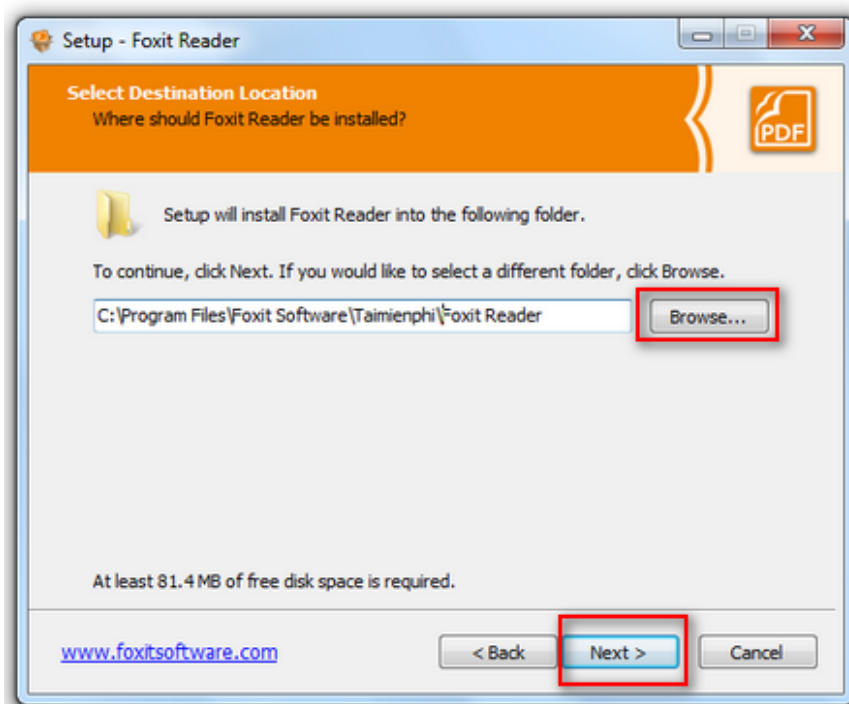 Setup - Foxit Reader
Select Destination Location
Where should Foxit Reader be installed?
PDF
Setup will install Foxit Reader into the following folder.
To continue, click Next. If you would like to select a different folder, click Browse.
C:\Program Files\Foxit Software\Taimienphi\Foxit Reader
Browse...
At least 81.4 MB of free disk space is required.
www.foxitsoftware.com
< Back
Next >
Cancel